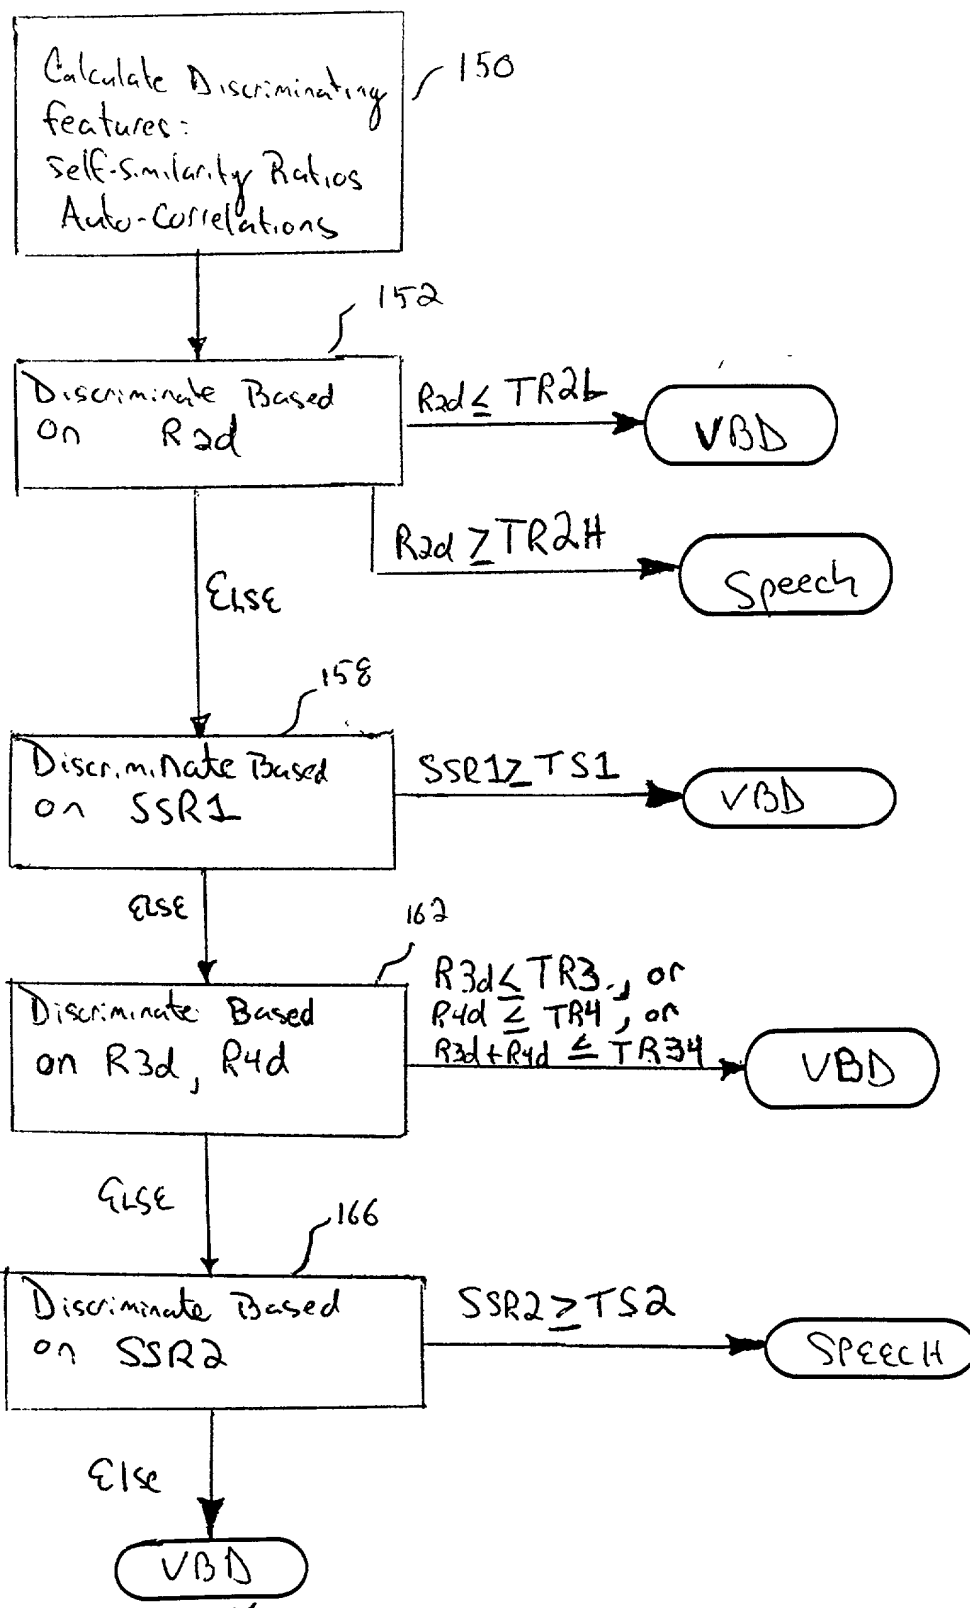 Calculate Discriminating
features:
Self-similarity Ratios
Auto-Correlations
150
152
Discriminate Based
on R2d
R2d ≤ TR2L
VBD
R2d ≥ TR2H
Speech
ELSE
158
Discriminate Based
on SSR1
SSR1 ≥ TS1
VBD
ELSE
162
Discriminate Based
on R3d, R4d
R3d ≤ TR3, or
R4d ≤ TR4, or
R3d + R4d ≤ TR34
VBD
ELSE
166
Discriminate Based
on SSR2
SSR2 ≥ TS2
SPEECH
Else
VBD